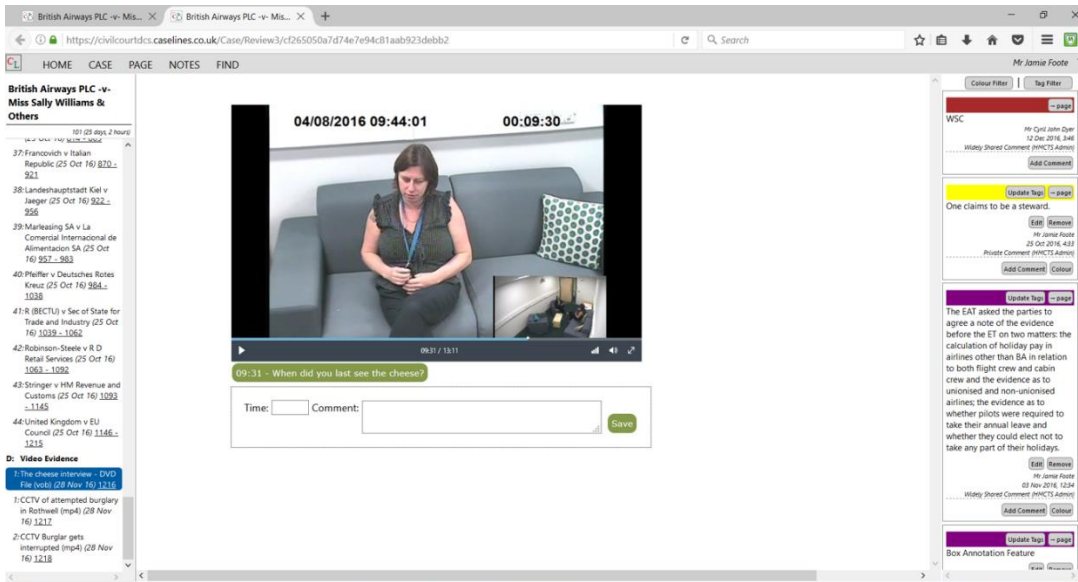 British Airways PLC -v- Mis...
British Airways PLC -v- Mis...
https://civilcourtdcs.caselines.co.uk/Case/Review3/cf265050a7d74e7e94c81aab923debb2
Search
CL HOME CASE PAGE NOTES FIND
Mr Jamie Foote
British Airways PLC -v-
Miss Sally Williams &
Others
101 (25 days, 2 hours)
37: Francovich v Italian
Republic (25 Oct 16) 870 -
921
38: Landeshauptstadt Kiel v
Jaeger (25 Oct 16) 922 -
956
39: Marleasing SA v La
Comercial Internacional de
Alimentacion SA (25 Oct
16) 957 - 983
40: Pfeiffer v Deutsches Rotes
Kreuz (25 Oct 16) 984 -
1038
41: R (BECTU) v Sec of State for
Trade and Industry (25 Oct
16) 1039 - 1062
42: Robinson-Steele v R D
Retail Services (25 Oct 16)
1063 - 1092
43: Stringer v HM Revenue and
Customs (25 Oct 16) 1093
- 1145
44: United Kingdom v EU
Council (25 Oct 16) 1146 -
1215
D: Video Evidence
1: The cheese interview - DVD
File (vob) (28 Nov 16) 1216
1: CCTV of attempted burglary
in Rothwell (mp4) (28 Nov
16) 1217
2: CCTV Burglar gets
interrupted (mp4) (28 Nov
16) 1218
04/08/2016 09:44:01 00:09:30
09:31 / 13:11
09:31 - When did you last see the cheese?
Time: Comment:
Save
Colour Filter | Tag Filter
→ page
WSC
Mr Cyril John Dyer
12 Dec 2016, 3:46
Widely Shared Comment (HMCTS Admin)
Add Comment
Update Tags → page
One claims to be a steward.
Edit Remove
Mr Jamie Foote
25 Oct 2016, 4:33
Private Comment (HMCTS Admin)
Add Comment Colour
Update Tags → page
The EAT asked the parties to
agree a note of the evidence
before the ET on two matters: the
calculation of holiday pay in
airlines other than BA in relation
to both flight crew and cabin
crew and the evidence as to
unionised and non-unionised
airlines; the evidence as to
whether pilots were required to
take their annual leave and
whether they could elect not to
take any part of their holidays.
Edit Remove
Mr Jamie Foote
03 Nov 2016, 12:34
Widely Shared Comment (HMCTS Admin)
Add Comment Colour
Update Tags → page
Box Annotation Feature